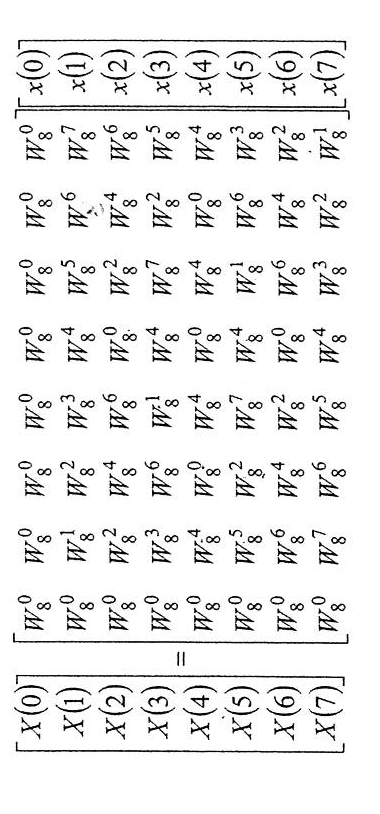 X(0) W₈⁰ W₈⁰ W₈⁰ W₈⁰ W₈⁰ W₈⁰ W₈⁰ W₈⁰ x(0)
X(1) W₈⁰ W₈¹ W₈² W₈³ W₈⁴ W₈⁵ W₈⁶ W₈⁷ x(1)
X(2) W₈⁰ W₈² W₈⁴ W₈⁶ W₈⁰ W₈² W₈⁴ W₈⁶ x(2)
X(3) W₈⁰ W₈³ W₈⁶ W₈¹ W₈⁴ W₈⁷ W₈² W₈⁵ x(3)
X(4) = W₈⁰ W₈⁴ W₈⁰ W₈⁴ W₈⁰ W₈⁴ W₈⁰ W₈⁴ x(4)
X(5) W₈⁰ W₈⁵ W₈² W₈⁷ W₈⁴ W₈¹ W₈⁶ W₈³ x(5)
X(6) W₈⁰ W₈⁶ W₈⁴ W₈² W₈⁰ W₈⁶ W₈⁴ W₈² x(6)
X(7) W₈⁰ W₈⁷ W₈⁶ W₈⁵ W₈⁴ W₈³ W₈² W₈¹ x(7)